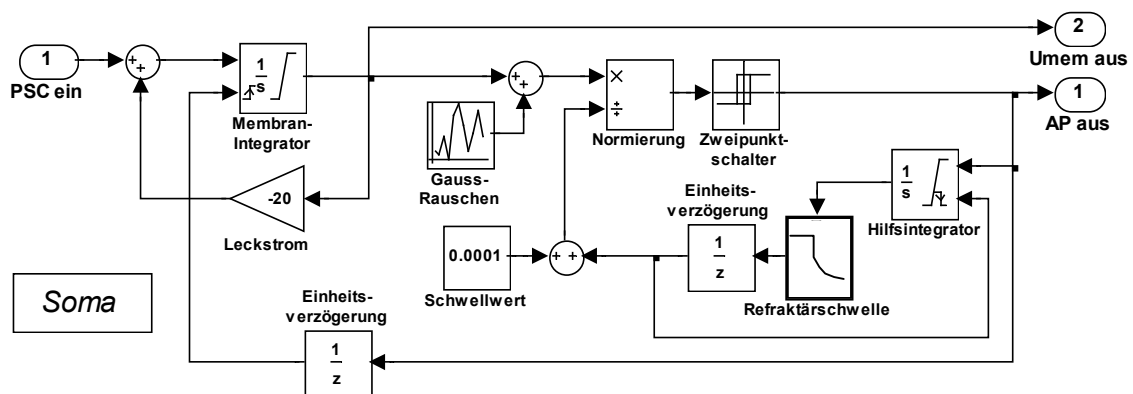 1
PSC ein
+
+
1
s
Membran-
Integrator
-20
Leckstrom
Gauss-
Rauschen
+
+
×
÷
Normierung
Zweipunkt-
schalter
2
Umem aus
1
AP aus
1
s
Hilfsintegrator
Einheits-
verzögerung
1
z
Refraktärschwelle
0.0001
Schwellwert
+ +
Soma
Einheits-
verzögerung
1
z